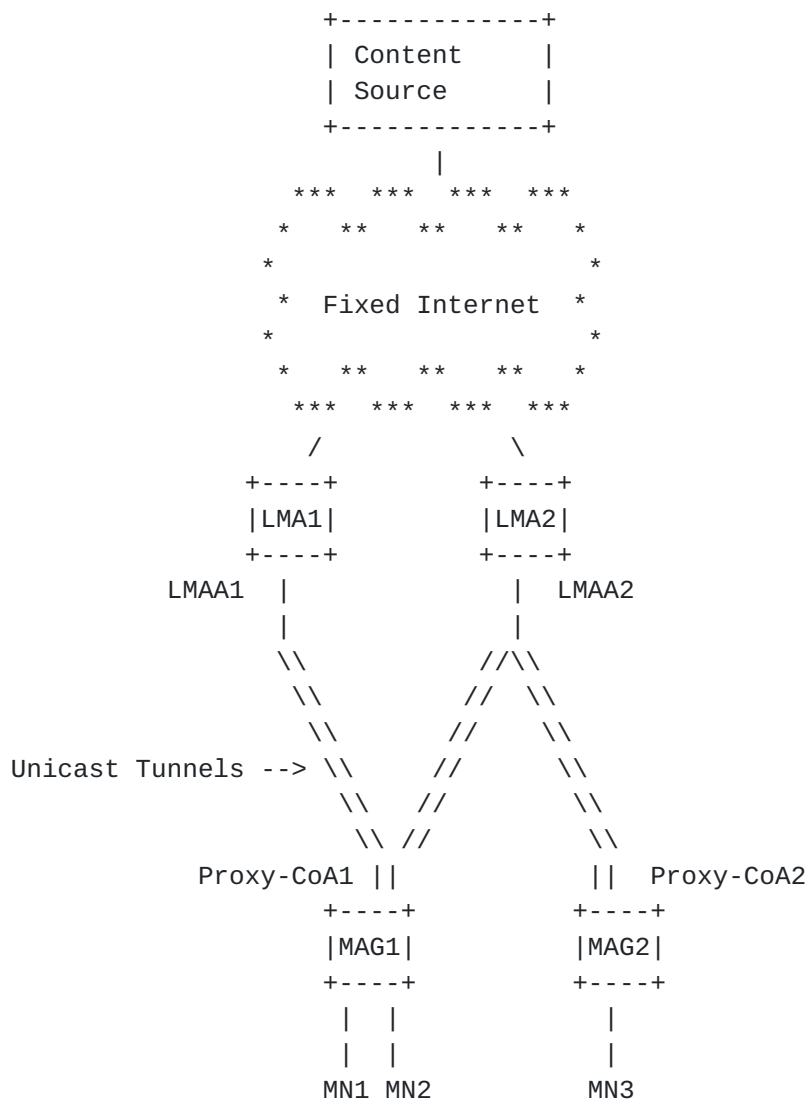 Content
Source
Fixed Internet
LMA1 LMA2
LMAA1 LMAA2
Unicast Tunnels -->
Proxy-CoA1 Proxy-CoA2
MAG1 MAG2
MN1 MN2 MN3